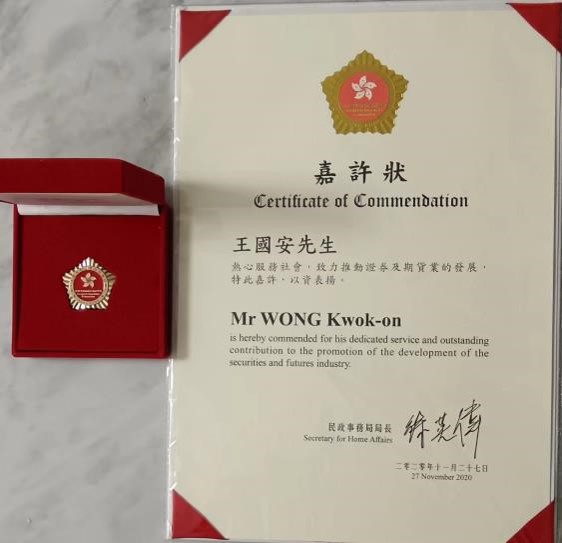 嘉許狀
Certificate of Commendation
王國安先生
熱心服務社會，致力推動證券及期貨業的發展，
特此嘉許，以資表揚。
Mr WONG Kwok-on
is hereby commended for his dedicated service and outstanding
contribution to the promotion of the development of the
securities and futures industry.
民政事務局局長
Secretary for Home Affairs
徐英偉
二零二零年十一月二十七日
27 November 2020